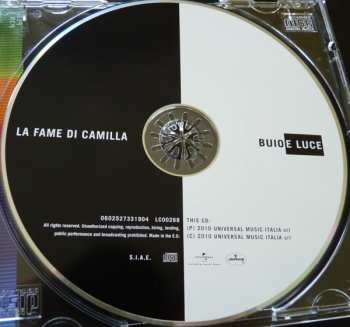 LA FAME DI CAMILLA
BUIO E LUCE
0602527331904 LC00268
All rights reserved. Unauthorized copying, reproduction, hiring, lending,
public performance and broadcasting prohibited. Made in the E.U.
S.I.A.E.
THIS CD:
(P) 2010 UNIVERSAL MUSIC ITALIA srl
(C) 2010 UNIVERSAL MUSIC ITALIA srl